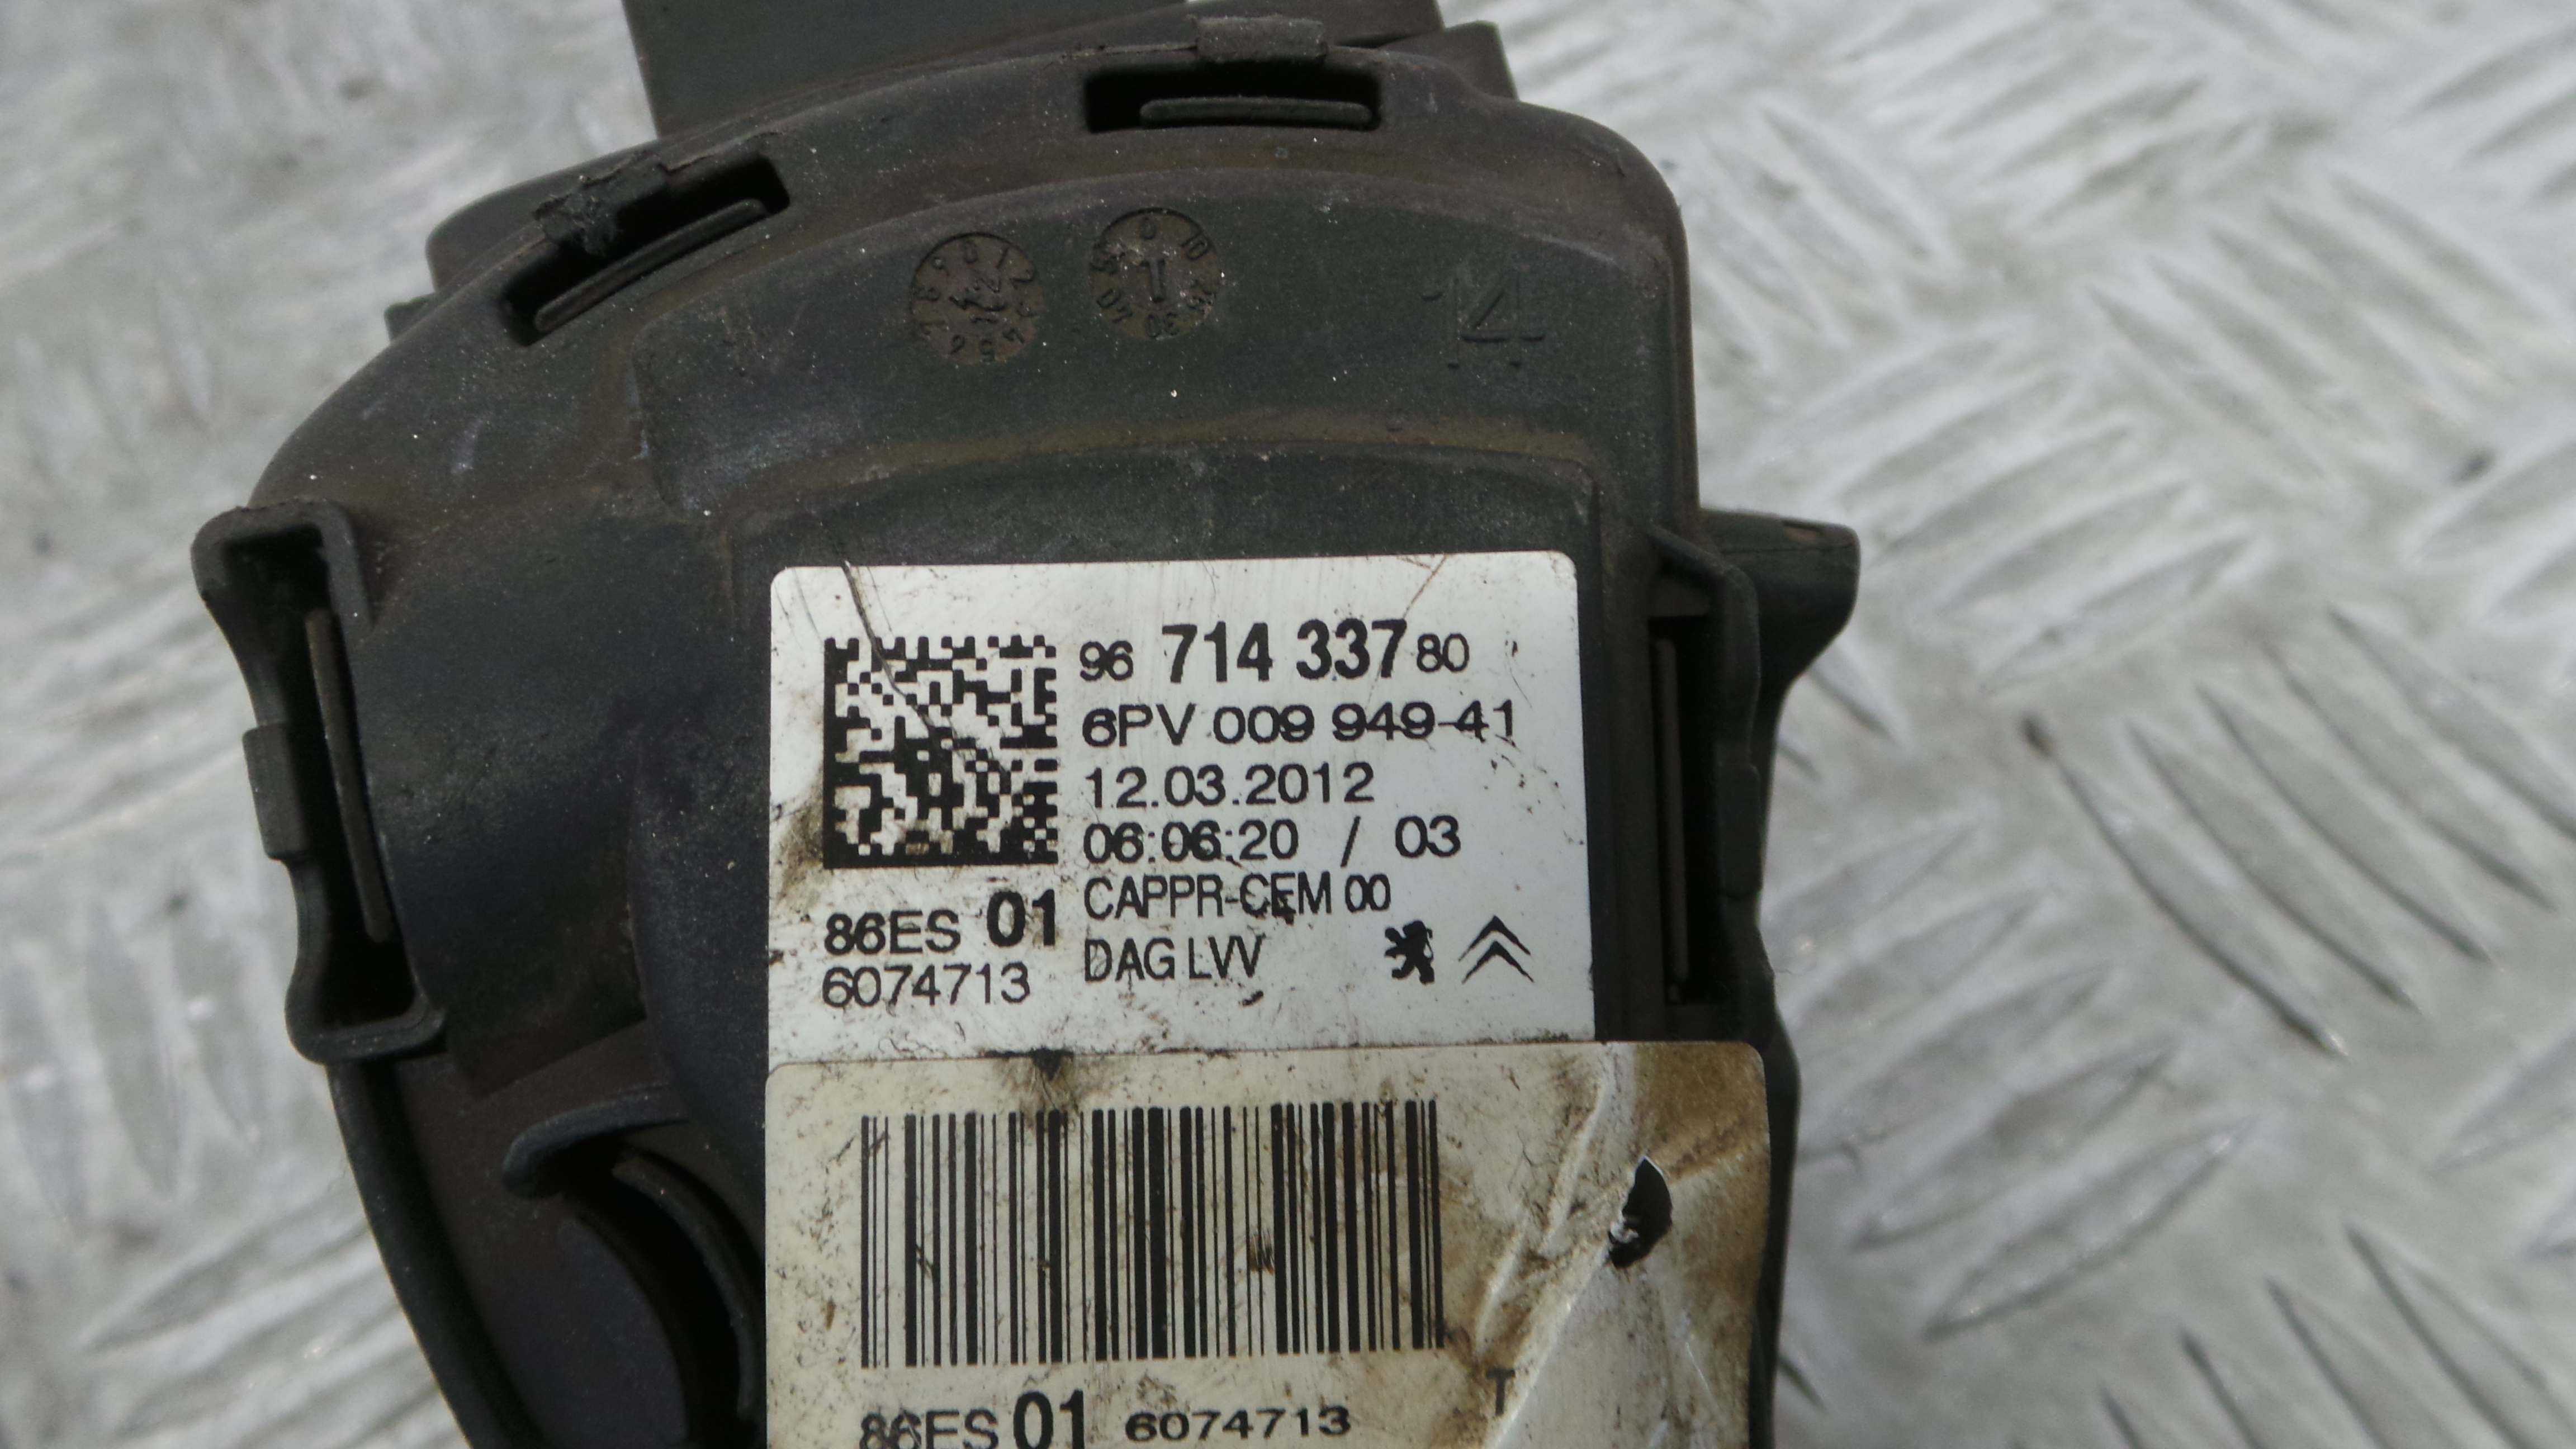 14
96 714 337 80
6PV 009 949-41
12.03.2012
06:06:20 / 03
CAPPR-CEM 00
86ES 01
DAG LVV
6074713
T
86ES 01 6074713